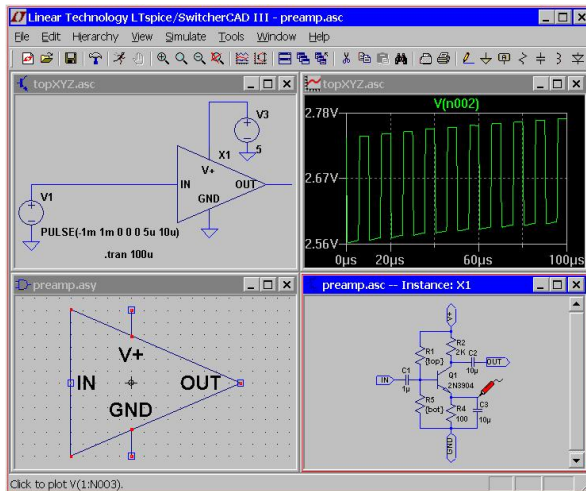 Linear Technology LTspice/SwitcherCAD III - preamp.asc
File Edit Hierarchy View Simulate Tools Window Help
topXYZ.asc
V3
5
X1
V+
IN
OUT
GND
V1
PULSE(-1m 1m 0 0 0 5u 10u)
.tran 100u
topXYZ.asc
V(n002)
2.78V
2.67V
2.56V
0µs 20µs 60µs 100µs
preamp.asy
V+
IN
OUT
GND
preamp.asc -- Instance: X1
V+
R1
{top}
R2
2K
C2
10µ
OUT
Q1
2N3904
IN
C1
1µ
R5
{bot}
R4
100
C3
10µ
GND
Click to plot V(1:N003).